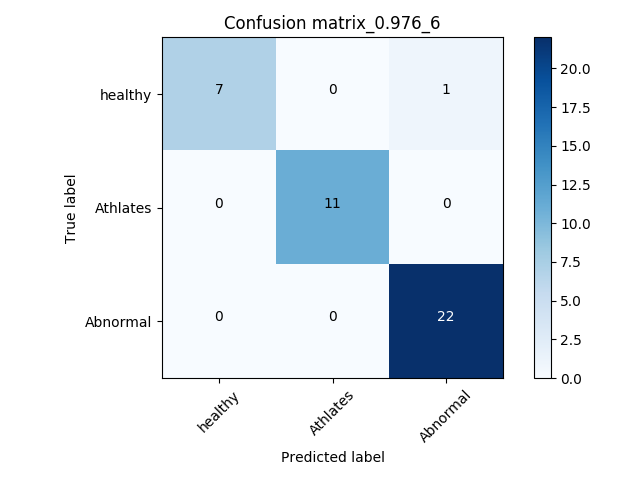 Confusion matrix_0.976_6
True label
healthy 7 0 1
Athlates 0 11 0
Abnormal 0 0 22
healthy Athlates Abnormal
Predicted label
20.0
17.5
15.0
12.5
10.0
7.5
5.0
2.5
0.0